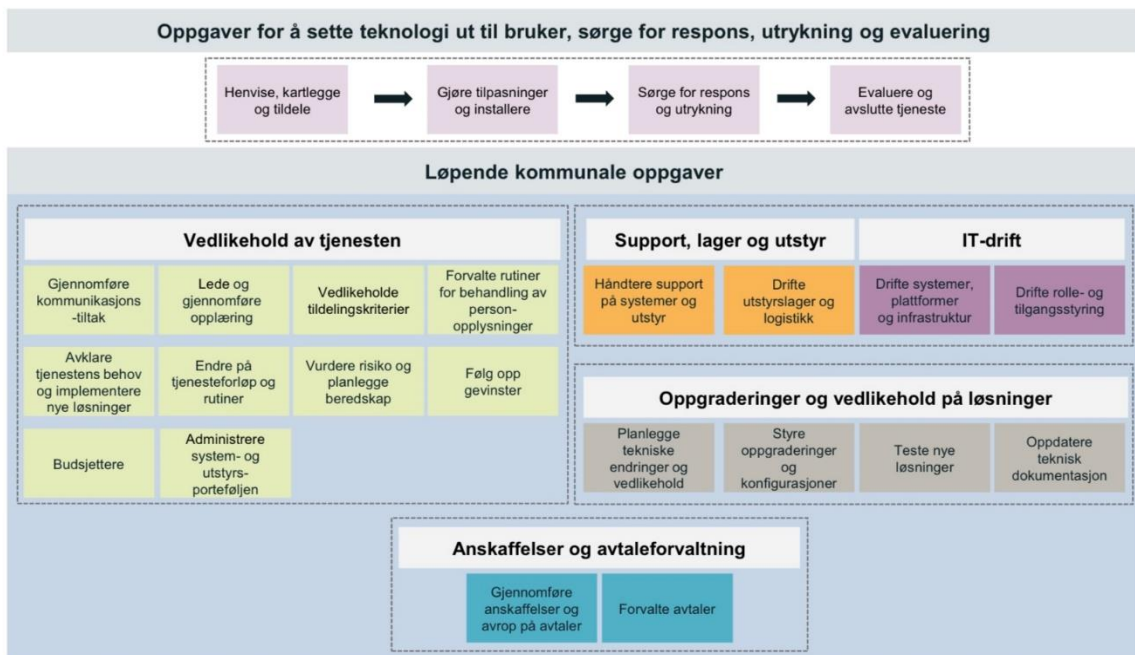 Oppgaver for å sette teknologi ut til bruker, sørge for respons, utrykning og evaluering
Henvise, kartlegge
og tildele
Gjøre tilpasninger
og installere
Sørge for respons
og utrykning
Evaluere og
avslutte tjeneste
Løpende kommunale oppgaver
Vedlikehold av tjenesten
Gjennomføre
kommunikasjons
-tiltak
Lede og
gjennomføre
opplæring
Vedlikeholde
tildelingskriterier
Forvalte rutiner
for behandling av
person-
opplysninger
Avklare
tjenestens behov
og implementere
nye løsninger
Endre på
tjenesteforløp og
rutiner
Vurdere risiko og
planlegge
beredskap
Følg opp
gevinster
Budsjettere
Administrere
system- og
utstyrs-
porteføljen
Support, lager og utstyr
Håndtere support
på systemer og
utstyr
Drifte
utstyrslager og
logistikk
IT-drift
Drifte systemer,
plattformer
og infrastruktur
Drifte rolle- og
tilgangsstyring
Oppgraderinger og vedlikehold på løsninger
Planlegge
tekniske
endringer og
vedlikehold
Styre
oppgraderinger
og
konfigurasjoner
Teste nye
løsninger
Oppdatere
teknisk
dokumentasjon
Anskaffelser og avtaleforvaltning
Gjennomføre
anskaffelser og
avrop på avtaler
Forvalte avtaler